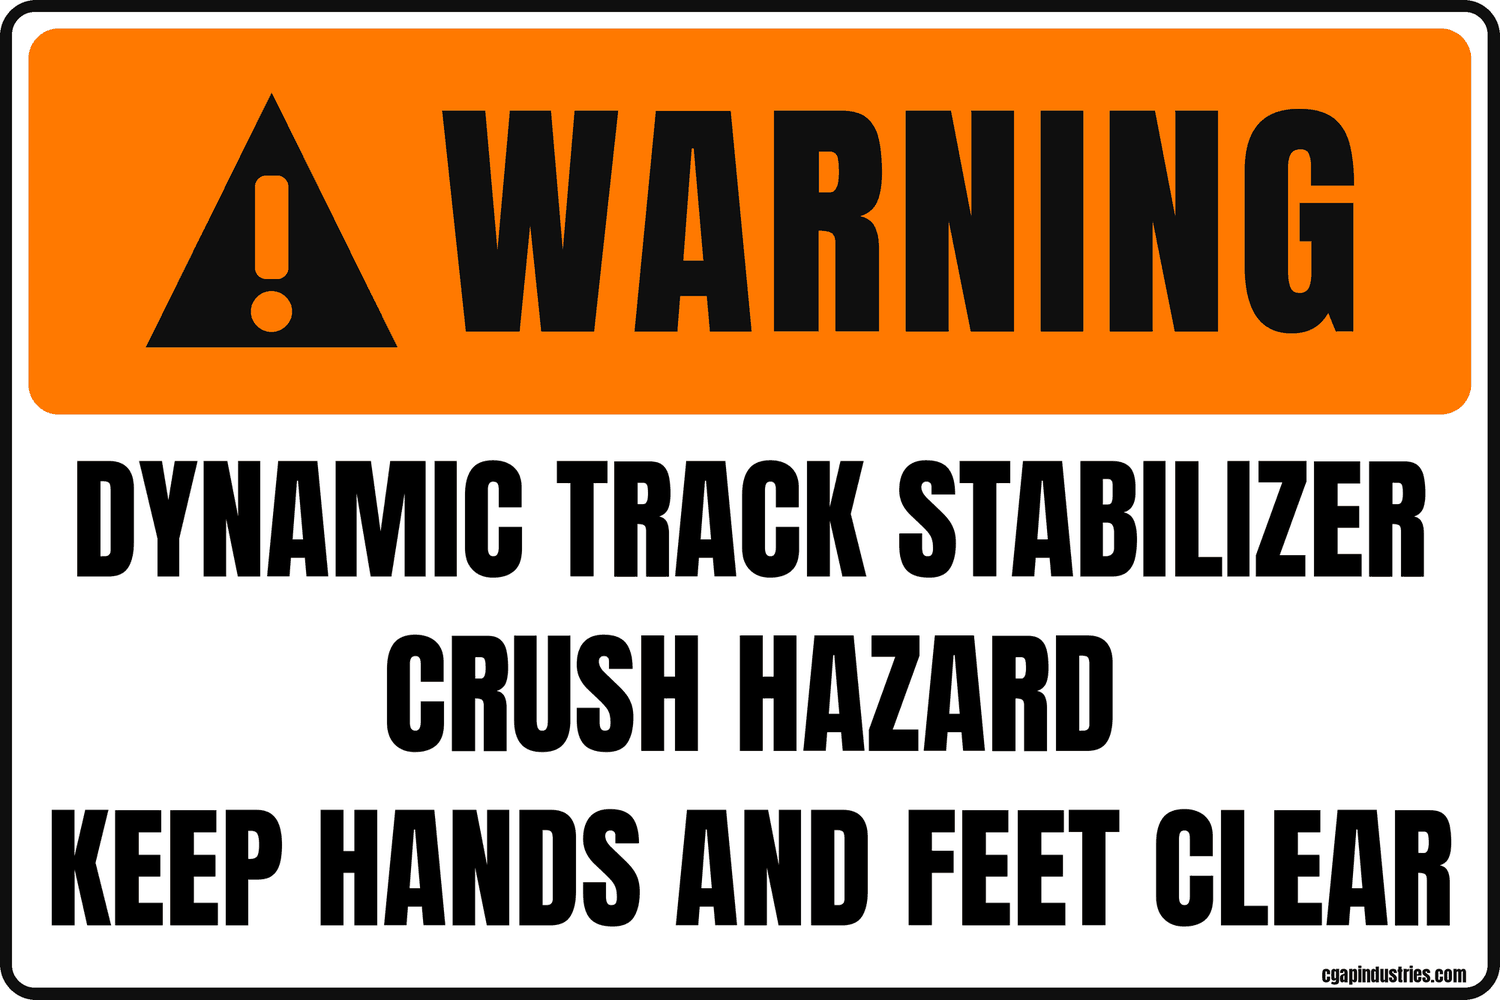 WARNING
DYNAMIC TRACK STABILIZER
CRUSH HAZARD
KEEP HANDS AND FEET CLEAR
cgapindustries.com